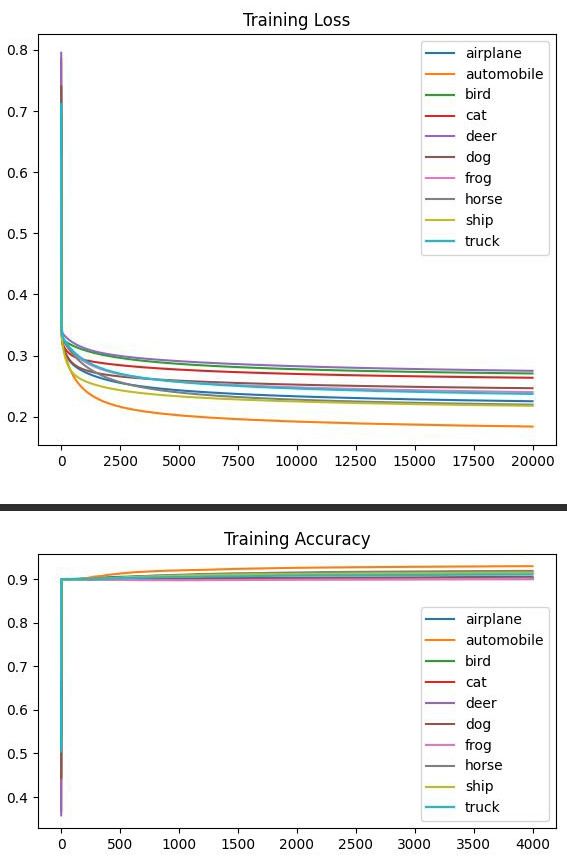 Training Loss
0.8
0.7
0.6
0.5
0.4
0.3
0.2
airplane
automobile
bird
cat
deer
dog
frog
horse
ship
truck
0 2500 5000 7500 10000 12500 15000 17500 20000
Training Accuracy
0.9
0.8
0.7
0.6
0.5
0.4
airplane
automobile
bird
cat
deer
dog
frog
horse
ship
truck
0 500 1000 1500 2000 2500 3000 3500 4000